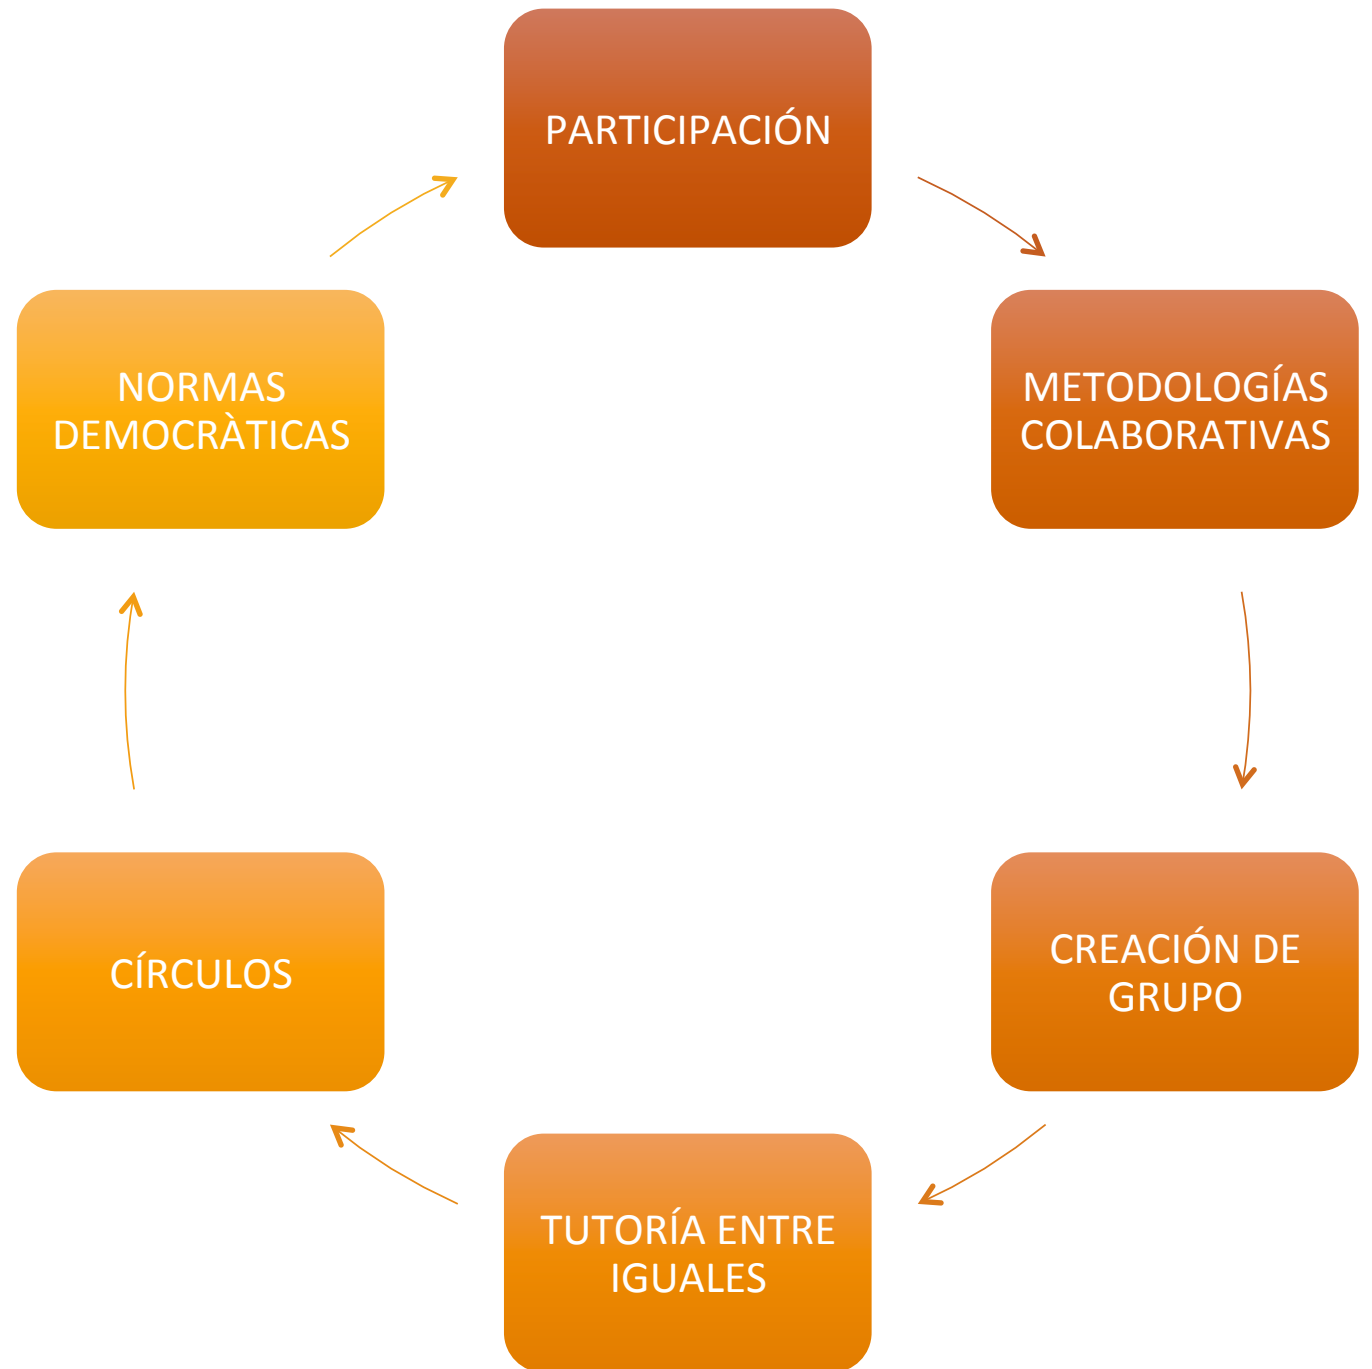 PARTICIPACIÓN
METODOLOGÍAS
COLABORATIVAS
CREACIÓN DE
GRUPO
TUTORÍA ENTRE
IGUALES
CÍRCULOS
NORMAS
DEMOCRÀTICAS